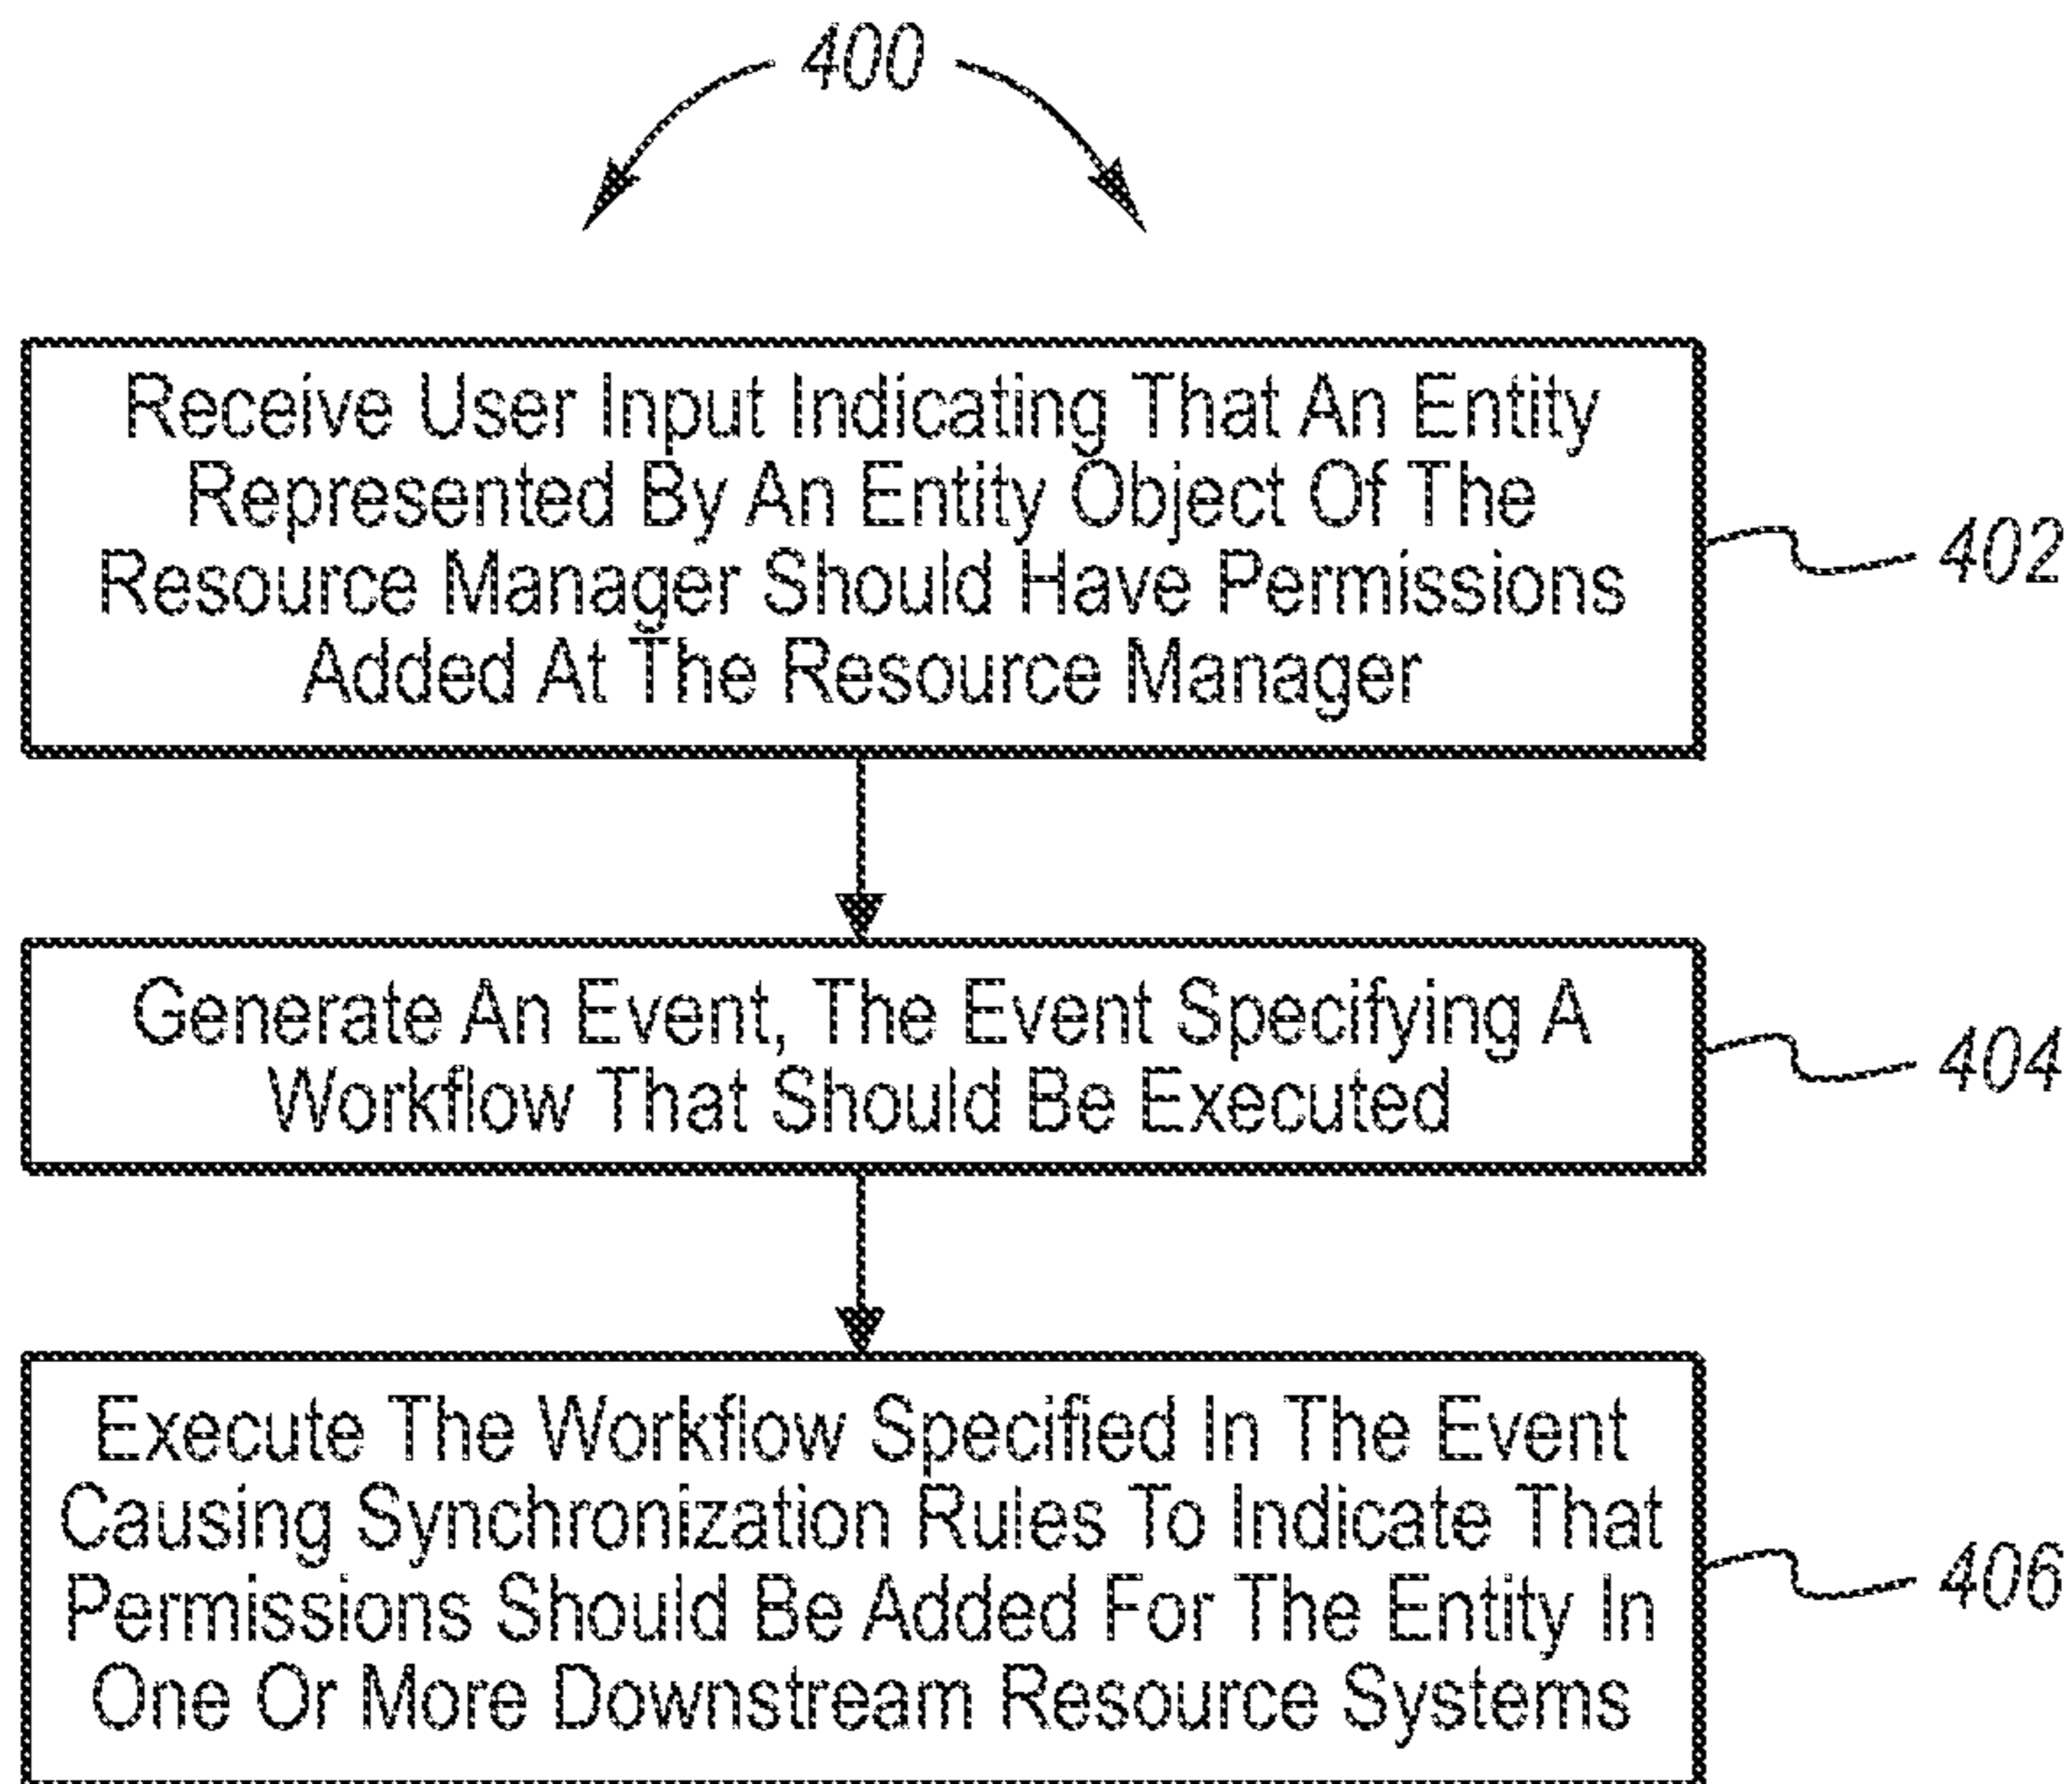 400
Receive User Input Indicating That An Entity
Represented By An Entity Object Of The
Resource Manager Should Have Permissions
Added At The Resource Manager
402
Generate An Event, The Event Specifying A
Workflow That Should Be Executed
404
Execute The Workflow Specified In The Event
Causing Synchronization Rules To Indicate That
Permissions Should Be Added For The Entity In
One Or More Downstream Resource Systems
406